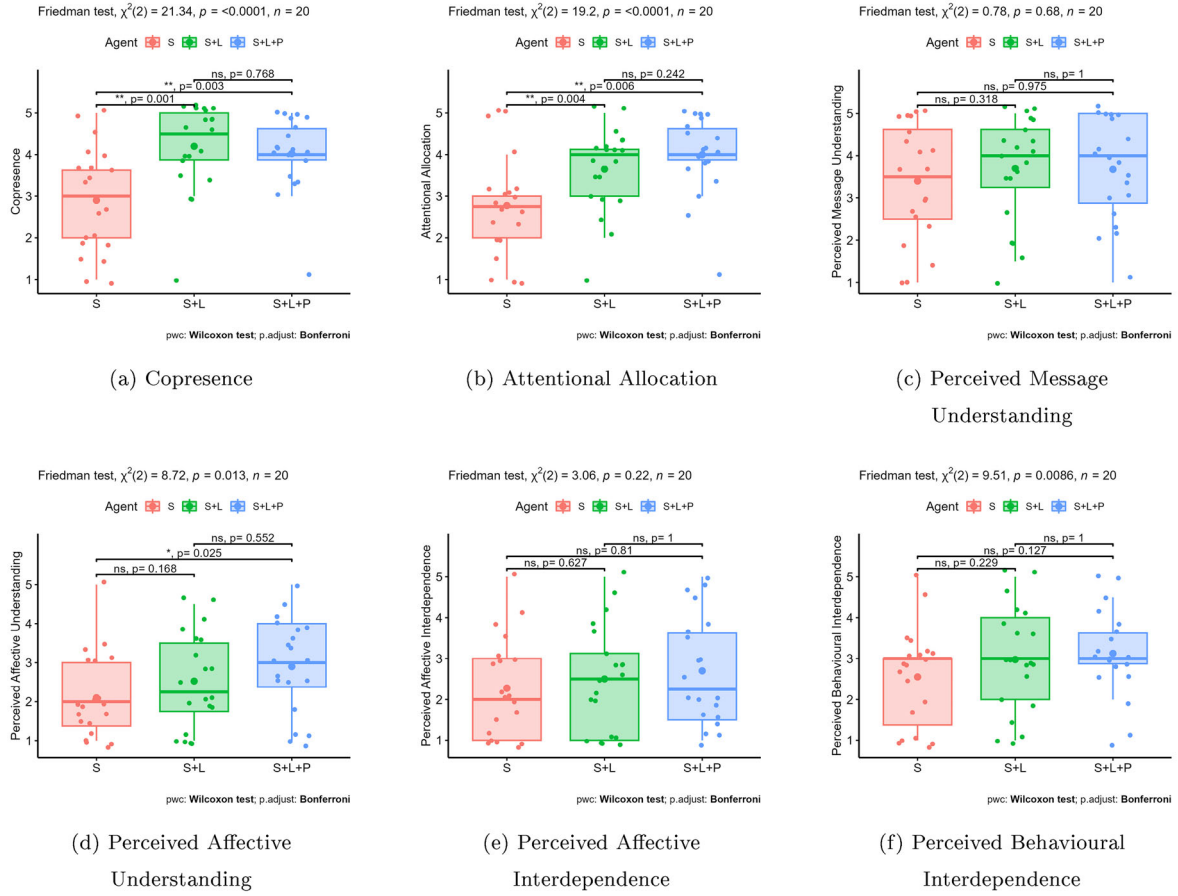 Friedman test, χ²(2) = 21.34, p = <0.0001, n = 20
Agent S S+L S+L+P
ns, p= 0.768
**, p= 0.003
**, p= 0.001
Copresence
5
4
3
2
1
S S+L S+L+P
pwc: Wilcoxon test; p.adjust: Bonferroni
(a) Copresence
Friedman test, χ²(2) = 19.2, p = <0.0001, n = 20
Agent S S+L S+L+P
ns, p= 0.242
**, p= 0.006
**, p= 0.004
Attentional Allocation
5
4
3
2
1
S S+L S+L+P
pwc: Wilcoxon test; p.adjust: Bonferroni
(b) Attentional Allocation
Friedman test, χ²(2) = 0.78, p = 0.68, n = 20
Agent S S+L S+L+P
ns, p= 1
ns, p= 0.975
ns, p= 0.318
Perceived Message Understanding
5
4
3
2
1
S S+L S+L+P
pwc: Wilcoxon test; p.adjust: Bonferroni
(c) Perceived Message
Understanding
Friedman test, χ²(2) = 8.72, p = 0.013, n = 20
Agent S S+L S+L+P
ns, p= 0.552
*, p= 0.025
ns, p= 0.168
Perceived Affective Understanding
5
4
3
2
1
S S+L S+L+P
pwc: Wilcoxon test; p.adjust: Bonferroni
(d) Perceived Affective
Understanding
Friedman test, χ²(2) = 3.06, p = 0.22, n = 20
Agent S S+L S+L+P
ns, p= 1
ns, p= 0.81
ns, p= 0.627
Perceived Affective Interdependence
5
4
3
2
1
S S+L S+L+P
pwc: Wilcoxon test; p.adjust: Bonferroni
(e) Perceived Affective
Interdependence
Friedman test, χ²(2) = 9.51, p = 0.0086, n = 20
Agent S S+L S+L+P
ns, p= 1
ns, p= 0.127
ns, p= 0.229
Perceived Behavioural Interdependence
5
4
3
2
1
S S+L S+L+P
pwc: Wilcoxon test; p.adjust: Bonferroni
(f) Perceived Behavioural
Interdependence